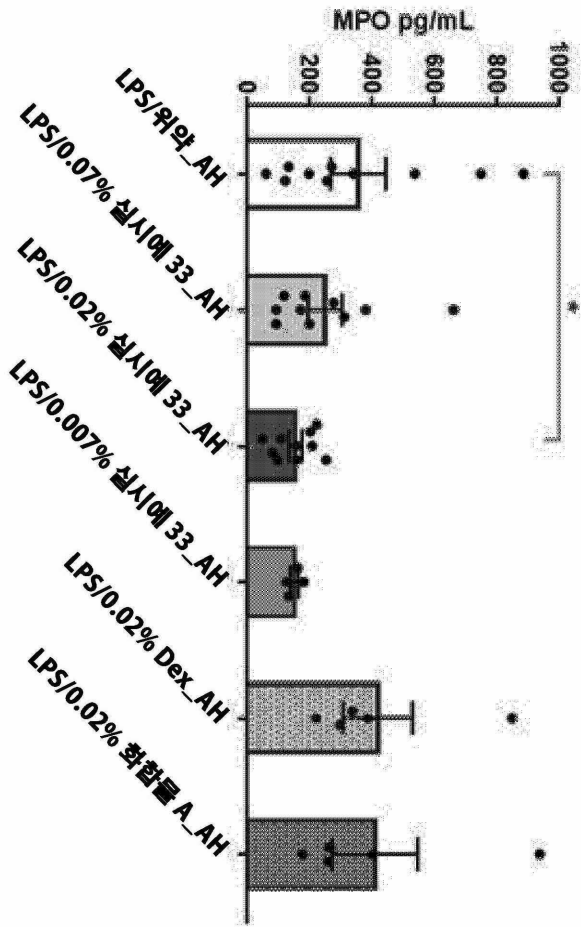 MPO pg/mL
1000
800
600
400
200
0
*
LPS/위약_AH
LPS/0.07% 실시예 33_AH
LPS/0.02% 실시예 33_AH
LPS/0.007% 실시예 33_AH
LPS/0.02% Dex_AH
LPS/0.02% 화합물 A_AH